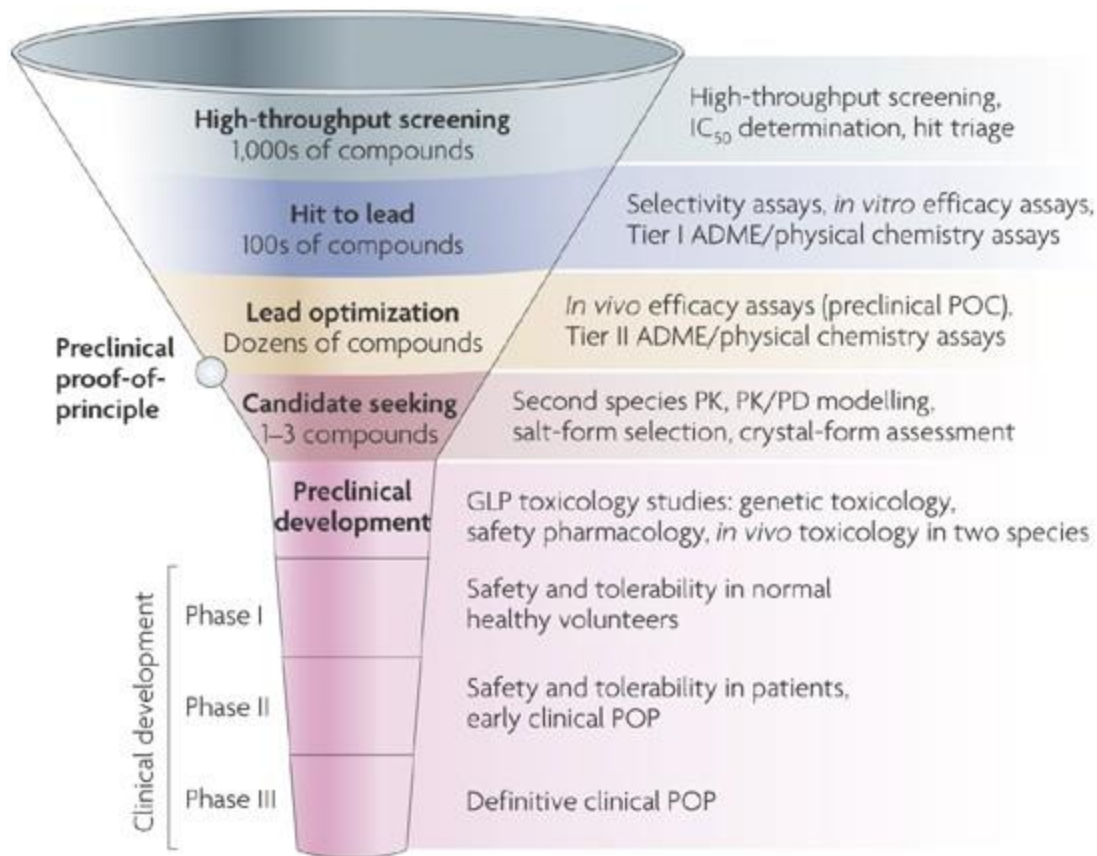 High-throughput screening
1,000s of compounds
High-throughput screening,
IC50 determination, hit triage
Hit to lead
100s of compounds
Selectivity assays, in vitro efficacy assays,
Tier I ADME/physical chemistry assays
Lead optimization
Dozens of compounds
In vivo efficacy assays (preclinical POC).
Tier II ADME/physical chemistry assays
Preclinical
proof-of-
principle
Candidate seeking
1–3 compounds
Second species PK, PK/PD modelling,
salt-form selection, crystal-form assessment
Preclinical
development
GLP toxicology studies: genetic toxicology,
safety pharmacology, in vivo toxicology in two species
Clinical development
Phase I
Safety and tolerability in normal
healthy volunteers
Phase II
Safety and tolerability in patients,
early clinical POP
Phase III
Definitive clinical POP